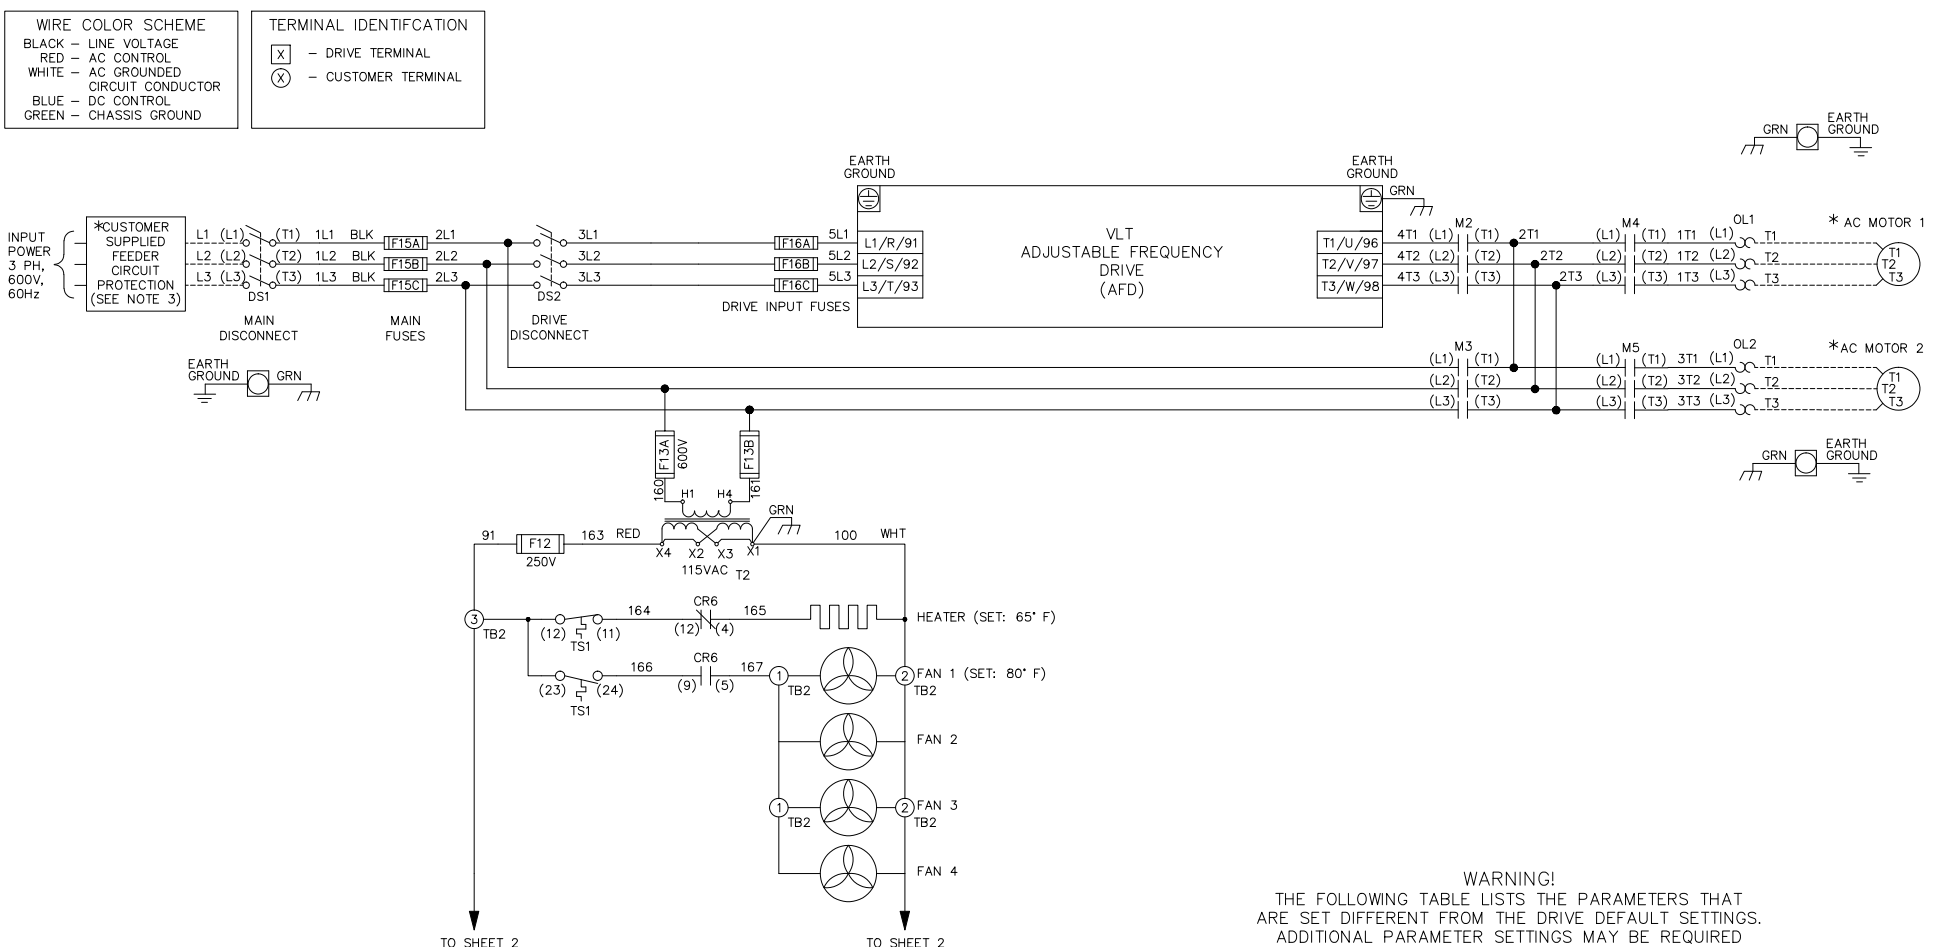 WIRE COLOR SCHEME
BLACK – LINE VOLTAGE
RED – AC CONTROL
WHITE – AC GROUNDED
CIRCUIT CONDUCTOR
BLUE – DC CONTROL
GREEN – CHASSIS GROUND
TERMINAL IDENTIFCATION
X – DRIVE TERMINAL
X – CUSTOMER TERMINAL
GRN
EARTH
GROUND
INPUT
POWER
3 PH,
600V,
60Hz
*CUSTOMER
SUPPLIED
FEEDER
CIRCUIT
PROTECTION
(SEE NOTE 3)
L1 (L1) (T1) 1L1 BLK F15A 2L1 3L1 F16A 5L1 L1/R/91
L2 (L2) (T2) 1L2 BLK F15B 2L2 3L2 F16B 5L2 L2/S/92
L3 (L3) (T3) 1L3 BLK F15C 2L3 3L3 F16C 5L3 L3/T/93
DS1
MAIN
DISCONNECT
MAIN
FUSES
DS2
DRIVE
DISCONNECT
DRIVE INPUT FUSES
EARTH
GROUND
VLT
ADJUSTABLE FREQUENCY
DRIVE
(AFD)
EARTH
GROUND
GRN
M2 M4 OL1 * AC MOTOR 1
T1/U/96 4T1 (L1) (T1) 2T1 (L1) (T1) 1T1 (L1) T1
T2/V/97 4T2 (L2) (T2) 2T2 (L2) (T2) 1T2 (L2) T2
T3/W/98 4T3 (L3) (T3) 2T3 (L3) (T3) 1T3 (L3) T3
T1
T2
T3
EARTH
GROUND GRN
M3 M5 OL2 *AC MOTOR 2
(L1) (T1) (L1) (T1) 3T1 (L1) T1
(L2) (T2) (L2) (T2) 3T2 (L2) T2
(L3) (T3) (L3) (T3) 3T3 (L3) T3
T1
T2
T3
GRN
EARTH
GROUND
F13A
600V
F13B
160
161
H1 H4
GRN
91 F12 163 RED
250V
X4 X2 X3 X1
100 WHT
115VAC T2
3
TB2
(12) (11)
TS1
164
CR6
(12) (4)
165
HEATER (SET: 65° F)
(23) (24)
TS1
166
CR6
(9) (5)
167
1
TB2
2
TB2
FAN 1 (SET: 80° F)
FAN 2
1
TB2
2
TB2
FAN 3
FAN 4
TO SHEET 2
TO SHEET 2
WARNING!
THE FOLLOWING TABLE LISTS THE PARAMETERS THAT
ARE SET DIFFERENT FROM THE DRIVE DEFAULT SETTINGS.
ADDITIONAL PARAMETER SETTINGS MAY BE REQUIRED